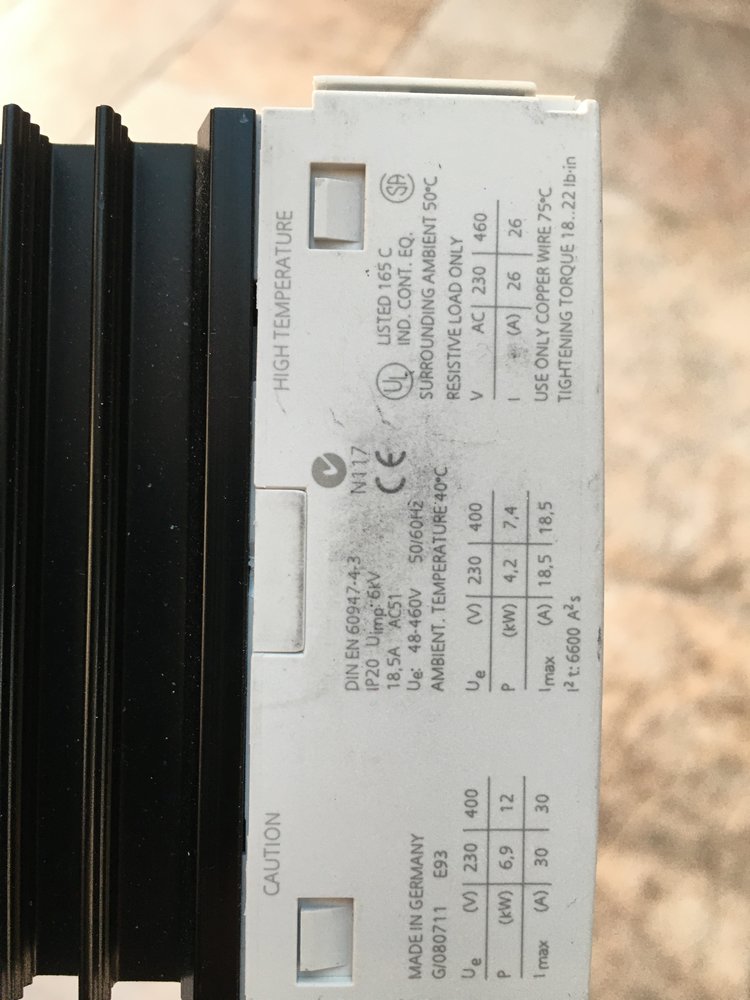 CAUTION
HIGH TEMPERATURE
MADE IN GERMANY
G/080711 E93
Ue (V) 230 400
P (kW) 6,9 12
Imax (A) 30 30
DIN EN 60947-4-3
IP20 Uimp: 6kV
18,5A AC51
Ue: 48-460V 50/60Hz
AMBIENT. TEMPERATURE 40°C
Ue (V) 230 400
P (kW) 4,2 7,4
Imax (A) 18,5 18,5
I² t: 6600 A²s
N117
CE
UL LISTED 165 C SA
IND. CONT. EQ.
SURROUNDING AMBIENT 50°C
RESISTIVE LOAD ONLY
V AC 230 460
I (A) 26 26
USE ONLY COPPER WIRE 75°C
TIGHTENING TORQUE 18..22 lb-in